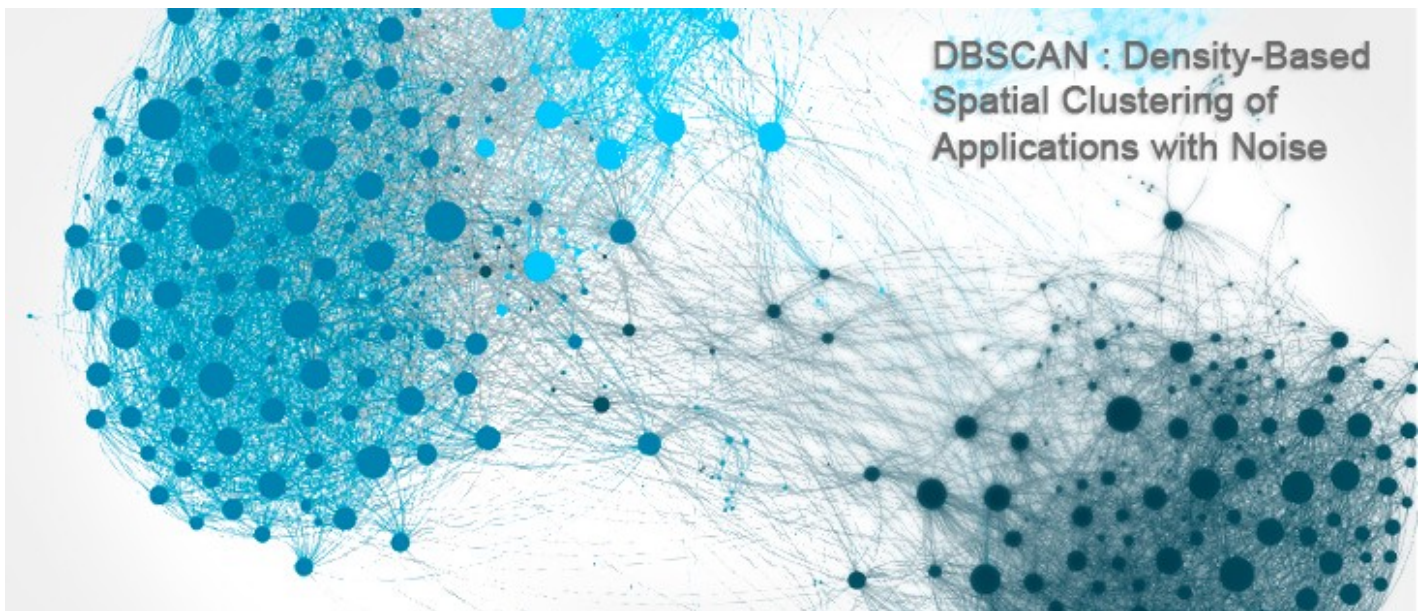 DBSCAN : Density-Based
Spatial Clustering of
Applications with Noise